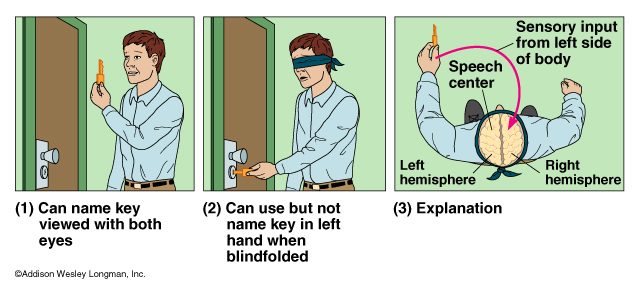 Sensory input
from left side
of body
Speech
center
Left
hemisphere
Right
hemisphere
(1) Can name key
viewed with both
eyes
(2) Can use but not
name key in left
hand when
blindfolded
(3) Explanation
©Addison Wesley Longman, Inc.